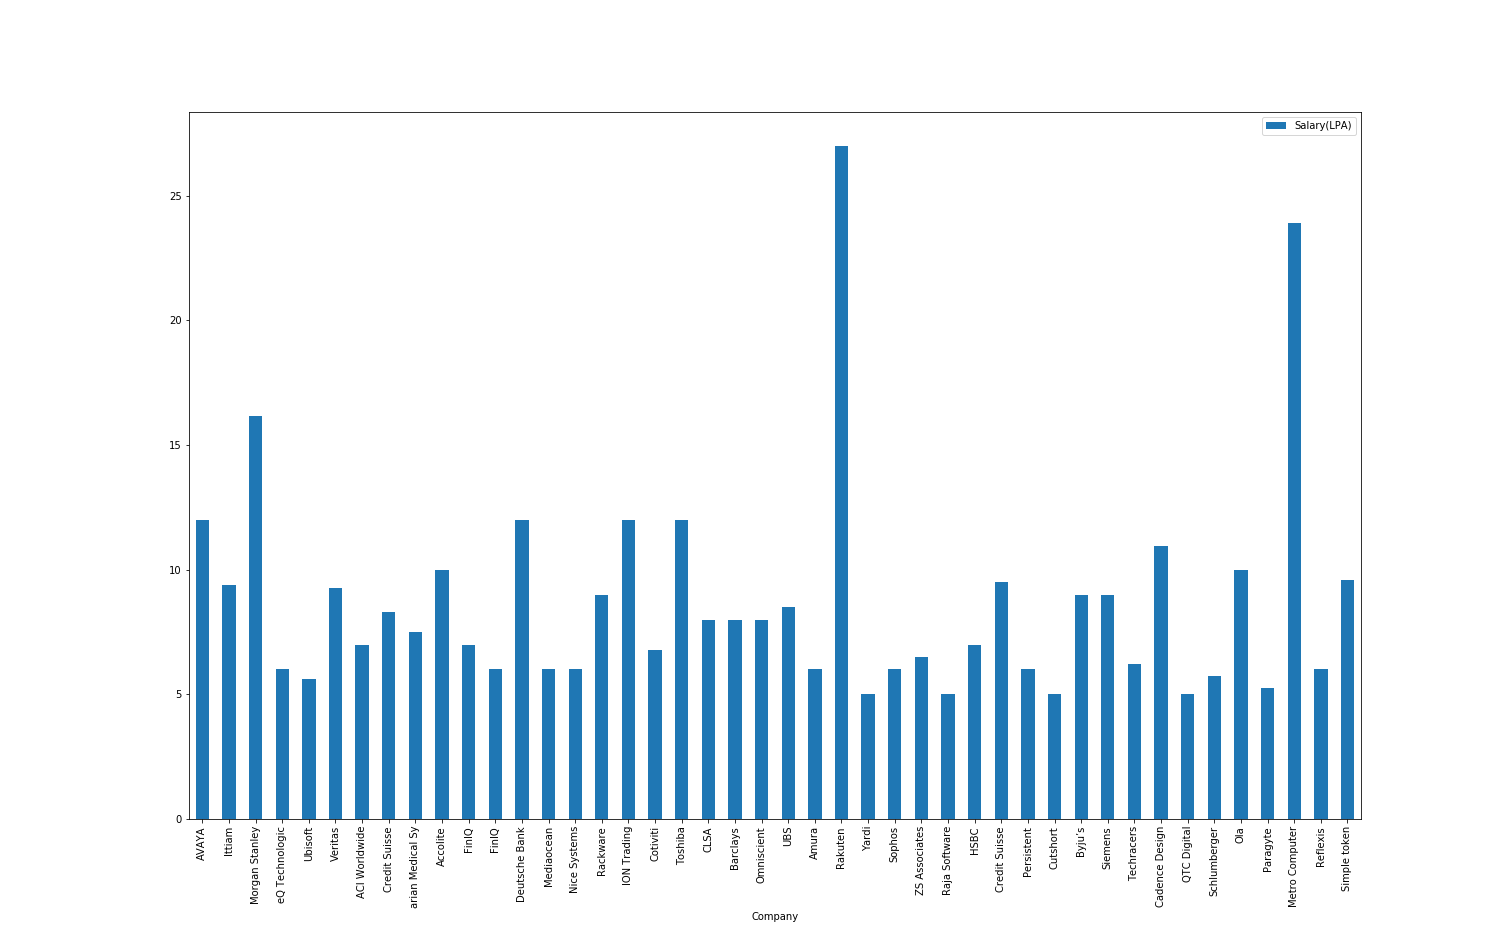 Salary(LPA)
25
20
15
10
5
0
AVAYA
Ittiam
Morgan Stanley
eQ Technologic
Ubisoft
Veritas
ACI Worldwide
Credit Suisse
arian Medical Sy
Accolite
FinIQ
FinIQ
Deutsche Bank
Mediaocean
Nice Systems
Rackware
ION Trading
Cotiviti
Toshiba
CLSA
Barclays
Omniscient
UBS
Amura
Rakuten
Yardi
Sophos
ZS Associates
Raja Software
HSBC
Credit Suisse
Persistent
Cutshort
Byju's
Siemens
Techracers
Cadence Design
QTC Digital
Schlumberger
Ola
Paragyte
Metro Computer
Reflexis
Simple token
Company